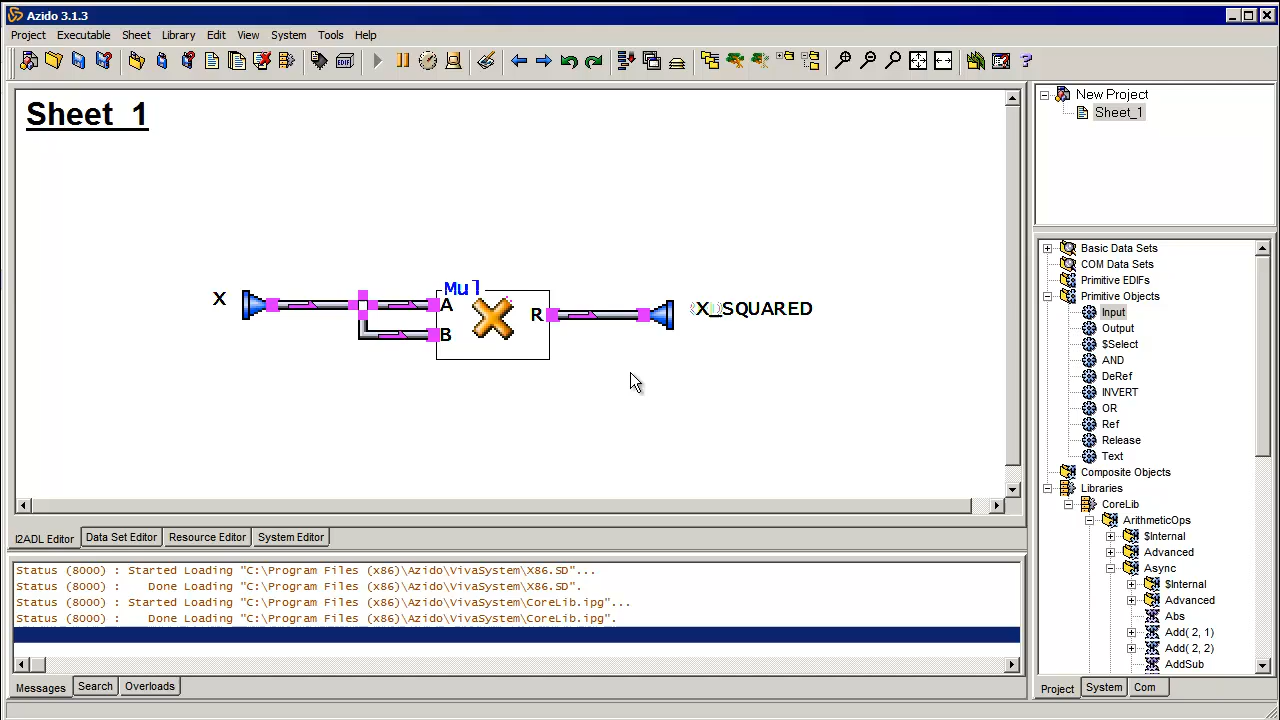 Azido 3.1.3
Project Executable Sheet Library Edit View System Tools Help
EDIF
Sheet_1
X
Mul
A
B
R
X_SQUARED
I2ADL Editor Data Set Editor Resource Editor System Editor
Status (8000) : Started Loading "C:\Program Files (x86)\Azido\VivaSystem\X86.SD"...
Status (8000) : Done Loading "C:\Program Files (x86)\Azido\VivaSystem\X86.SD".
Status (8000) : Started Loading "C:\Program Files (x86)\Azido\VivaSystem\CoreLib.ipg"...
Status (8000) : Done Loading "C:\Program Files (x86)\Azido\VivaSystem\CoreLib.ipg".
Messages Search Overloads
New Project
Sheet_1
Basic Data Sets
COM Data Sets
Primitive EDIFs
Primitive Objects
Input
Output
$Select
AND
DeRef
INVERT
OR
Ref
Release
Text
Composite Objects
Libraries
CoreLib
ArithmeticOps
$Internal
Advanced
Async
$Internal
Advanced
Abs
Add( 2, 1)
Add( 2, 2)
AddSub
Project System Com